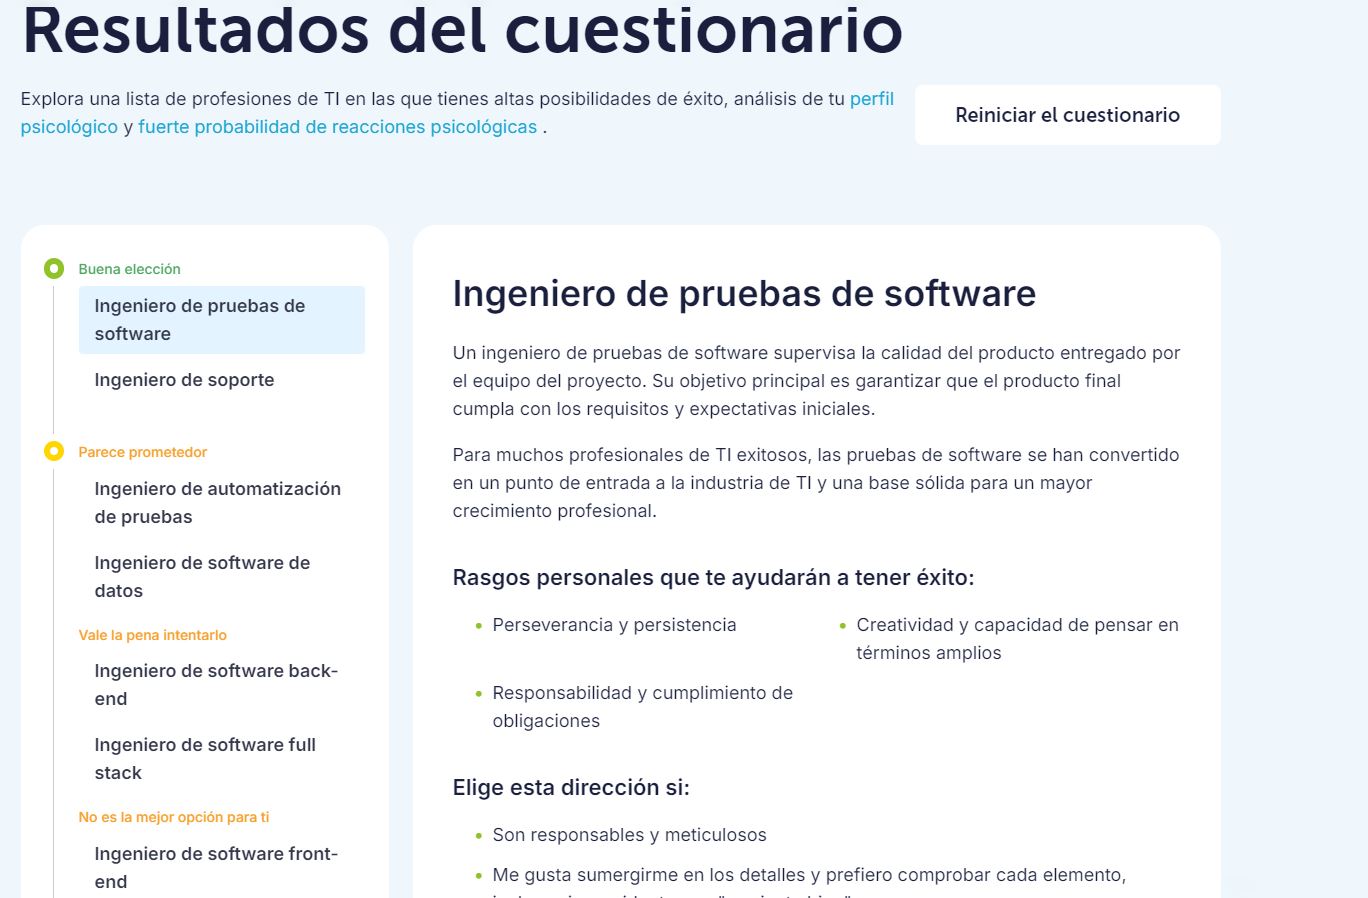 Resultados del cuestionario
Explora una lista de profesiones de TI en las que tienes altas posibilidades de éxito, análisis de tu perfil
psicológico y fuerte probabilidad de reacciones psicológicas .
Reiniciar el cuestionario
Buena elección
Ingeniero de pruebas de
software
Ingeniero de soporte
Parece prometedor
Ingeniero de automatización
de pruebas
Ingeniero de software de
datos
Vale la pena intentarlo
Ingeniero de software back-
end
Ingeniero de software full
stack
No es la mejor opción para ti
Ingeniero de software front-
end
Ingeniero de pruebas de software
Un ingeniero de pruebas de software supervisa la calidad del producto entregado por
el equipo del proyecto. Su objetivo principal es garantizar que el producto final
cumpla con los requisitos y expectativas iniciales.
Para muchos profesionales de TI exitosos, las pruebas de software se han convertido
en un punto de entrada a la industria de TI y una base sólida para un mayor
crecimiento profesional.
Rasgos personales que te ayudarán a tener éxito:
Perseverancia y persistencia
Creatividad y capacidad de pensar en
términos amplios
Responsabilidad y cumplimiento de
obligaciones
Elige esta dirección si:
Son responsables y meticulosos
Me gusta sumergirme en los detalles y prefiero comprobar cada elemento,